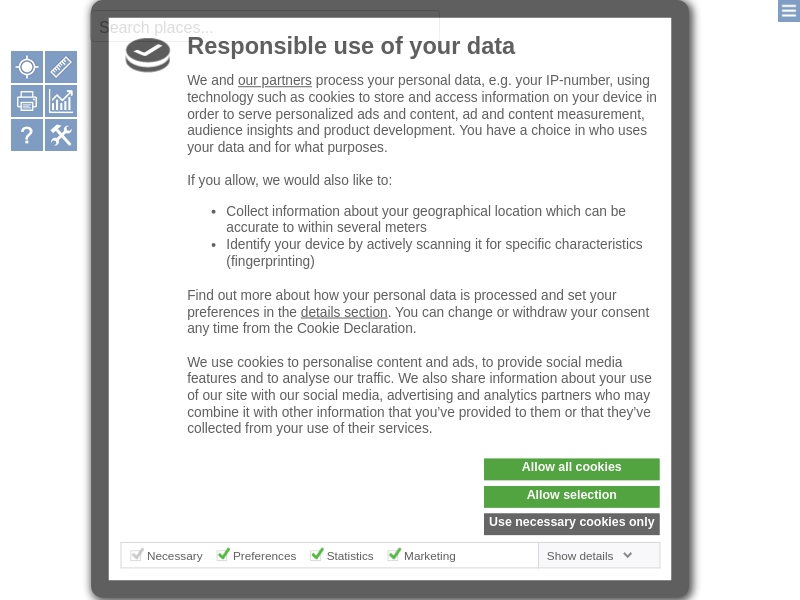 Search places...
Responsible use of your data
We and our partners process your personal data, e.g. your IP-number, using
technology such as cookies to store and access information on your device in
order to serve personalized ads and content, ad and content measurement,
audience insights and product development. You have a choice in who uses
your data and for what purposes.
If you allow, we would also like to:
• Collect information about your geographical location which can be
accurate to within several meters
• Identify your device by actively scanning it for specific characteristics
(fingerprinting)
Find out more about how your personal data is processed and set your
preferences in the details section. You can change or withdraw your consent
any time from the Cookie Declaration.
We use cookies to personalise content and ads, to provide social media
features and to analyse our traffic. We also share information about your use
of our site with our social media, advertising and analytics partners who may
combine it with other information that you’ve provided to them or that they’ve
collected from your use of their services.
Allow all cookies
Allow selection
Use necessary cookies only
Necessary Preferences Statistics Marketing Show details